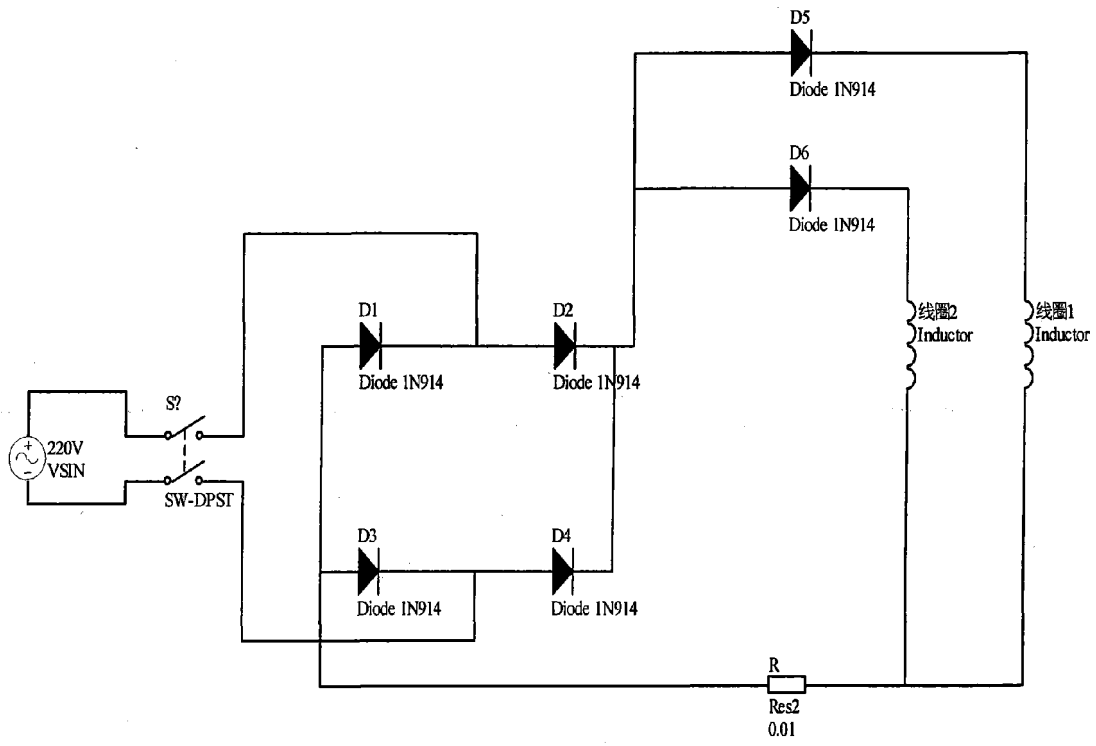 D5
Diode 1N914
D6
Diode 1N914
D1
Diode 1N914
D2
Diode 1N914
线圈2
Inductor
线圈1
Inductor
S?
+
-
220V
VSIN
SW-DPST
D3
Diode 1N914
D4
Diode 1N914
R
Res2
0.01